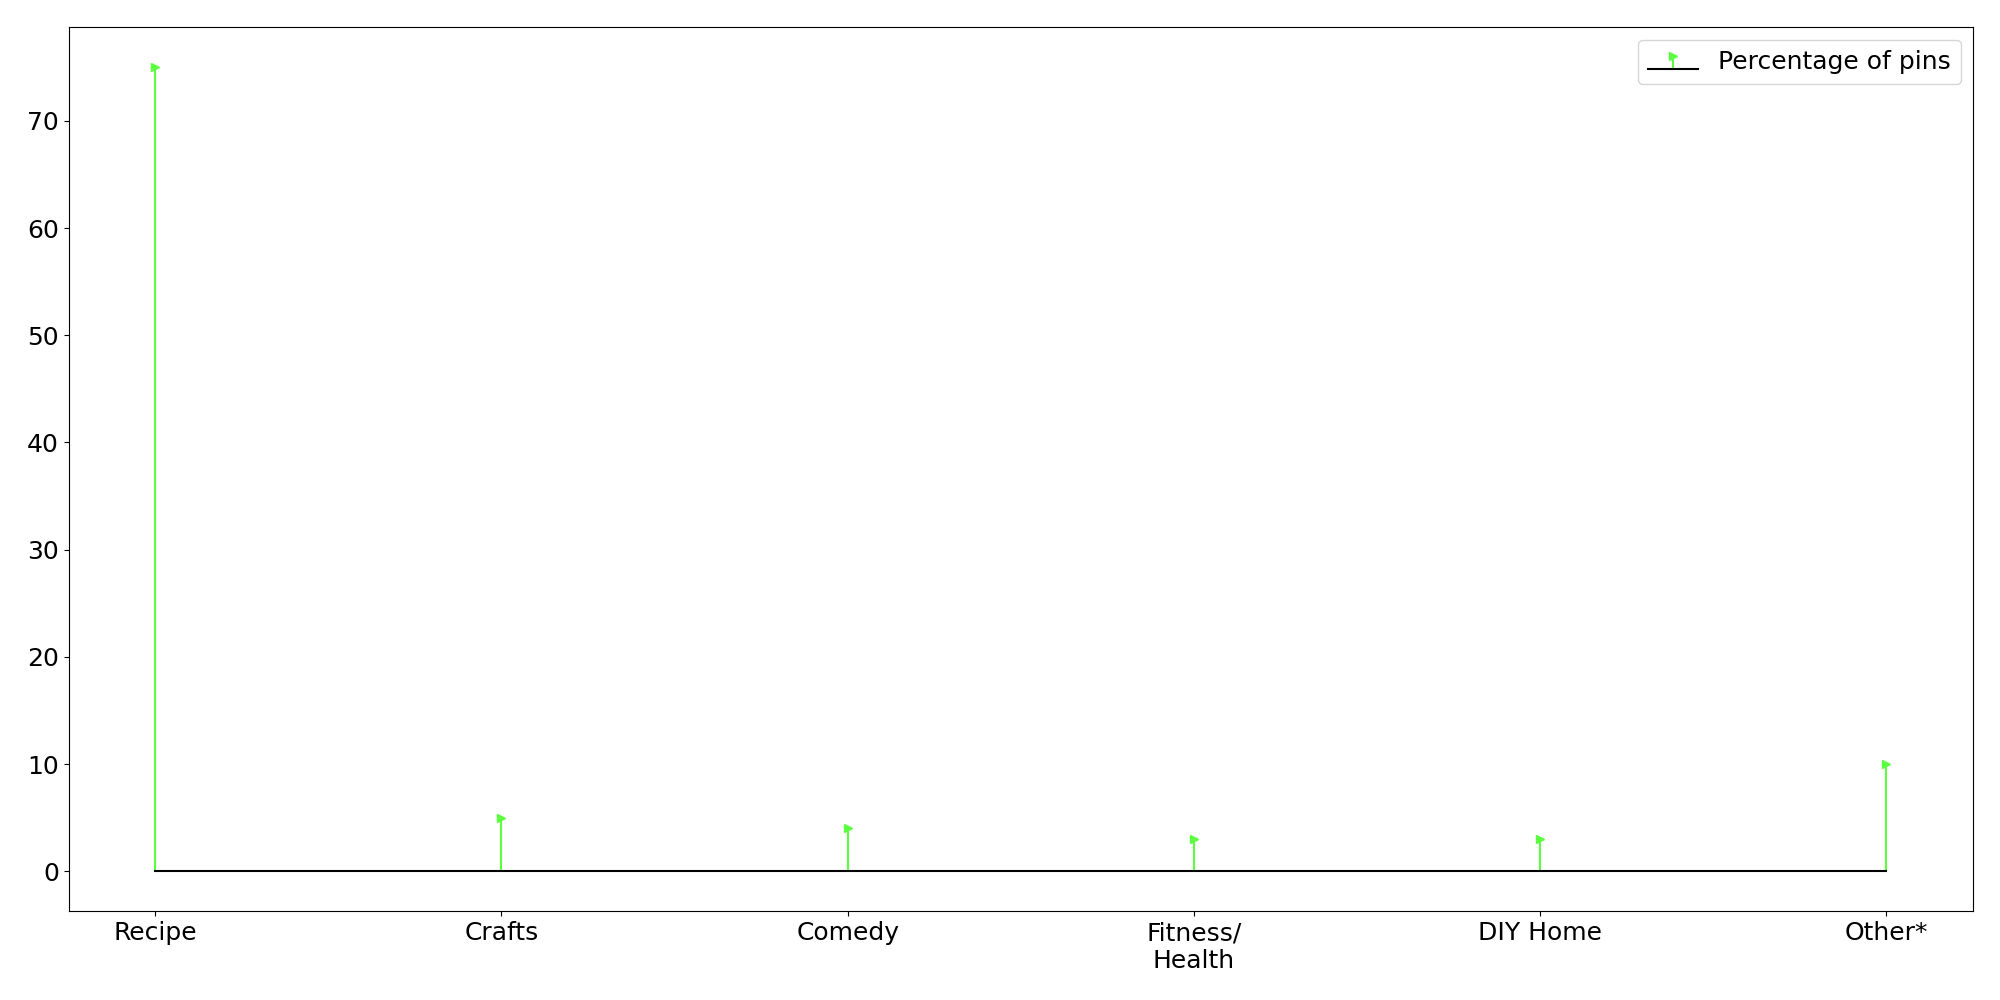 Percentage of pins
70
60
50
40
30
20
10
0
Recipe
Crafts
Comedy
Fitness/
Health
DIY Home
Other*